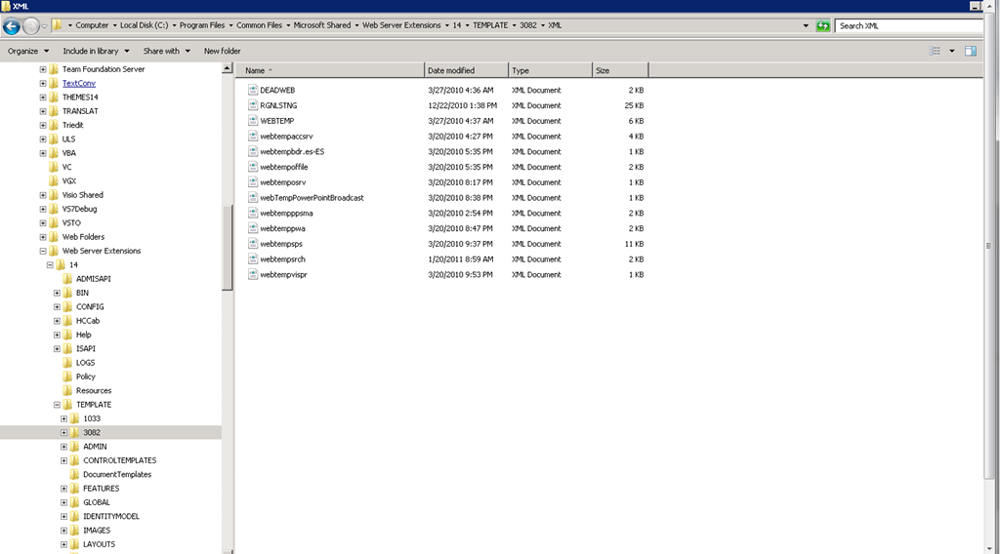 XML
Computer ▾ Local Disk (C:) ▾ Program Files ▾ Common Files ▾ Microsoft Shared ▾ Web Server Extensions ▾ 14 ▾ TEMPLATE ▾ 3082 ▾ XML
Search XML
Organize Include in library Share with New folder
Name Date modified Type Size
Team Foundation Server
TextConv
THEMES14
TRANSLAT
Triedit
ULS
VBA
VC
VGX
Visio Shared
VS7Debug
VSTO
Web Folders
Web Server Extensions
14
ADMISAPI
BIN
CONFIG
HCCab
Help
ISAPI
LOGS
Policy
Resources
TEMPLATE
1033
3082
ADMIN
CONTROLTEMPLATES
DocumentTemplates
FEATURES
GLOBAL
IDENTITYMODEL
IMAGES
LAYOUTS
DEADWEB 3/27/2010 4:36 AM XML Document 2 KB
RGNLSTNG 12/22/2010 1:38 PM XML Document 25 KB
WEBTEMP 3/27/2010 4:37 AM XML Document 6 KB
webtempaccsrv 3/20/2010 4:27 PM XML Document 4 KB
webtempbdr.es-ES 3/20/2010 5:35 PM XML Document 1 KB
webtempoffile 3/20/2010 5:35 PM XML Document 2 KB
webtemposrv 3/20/2010 8:17 PM XML Document 1 KB
webTempPowerPointBroadcast 3/20/2010 8:38 PM XML Document 1 KB
webtempppsma 3/20/2010 2:54 PM XML Document 2 KB
webtemppwa 3/20/2010 8:47 PM XML Document 2 KB
webtempsps 3/20/2010 9:37 PM XML Document 11 KB
webtempsrch 1/20/2011 8:59 AM XML Document 2 KB
webtempvispr 3/20/2010 9:53 PM XML Document 1 KB